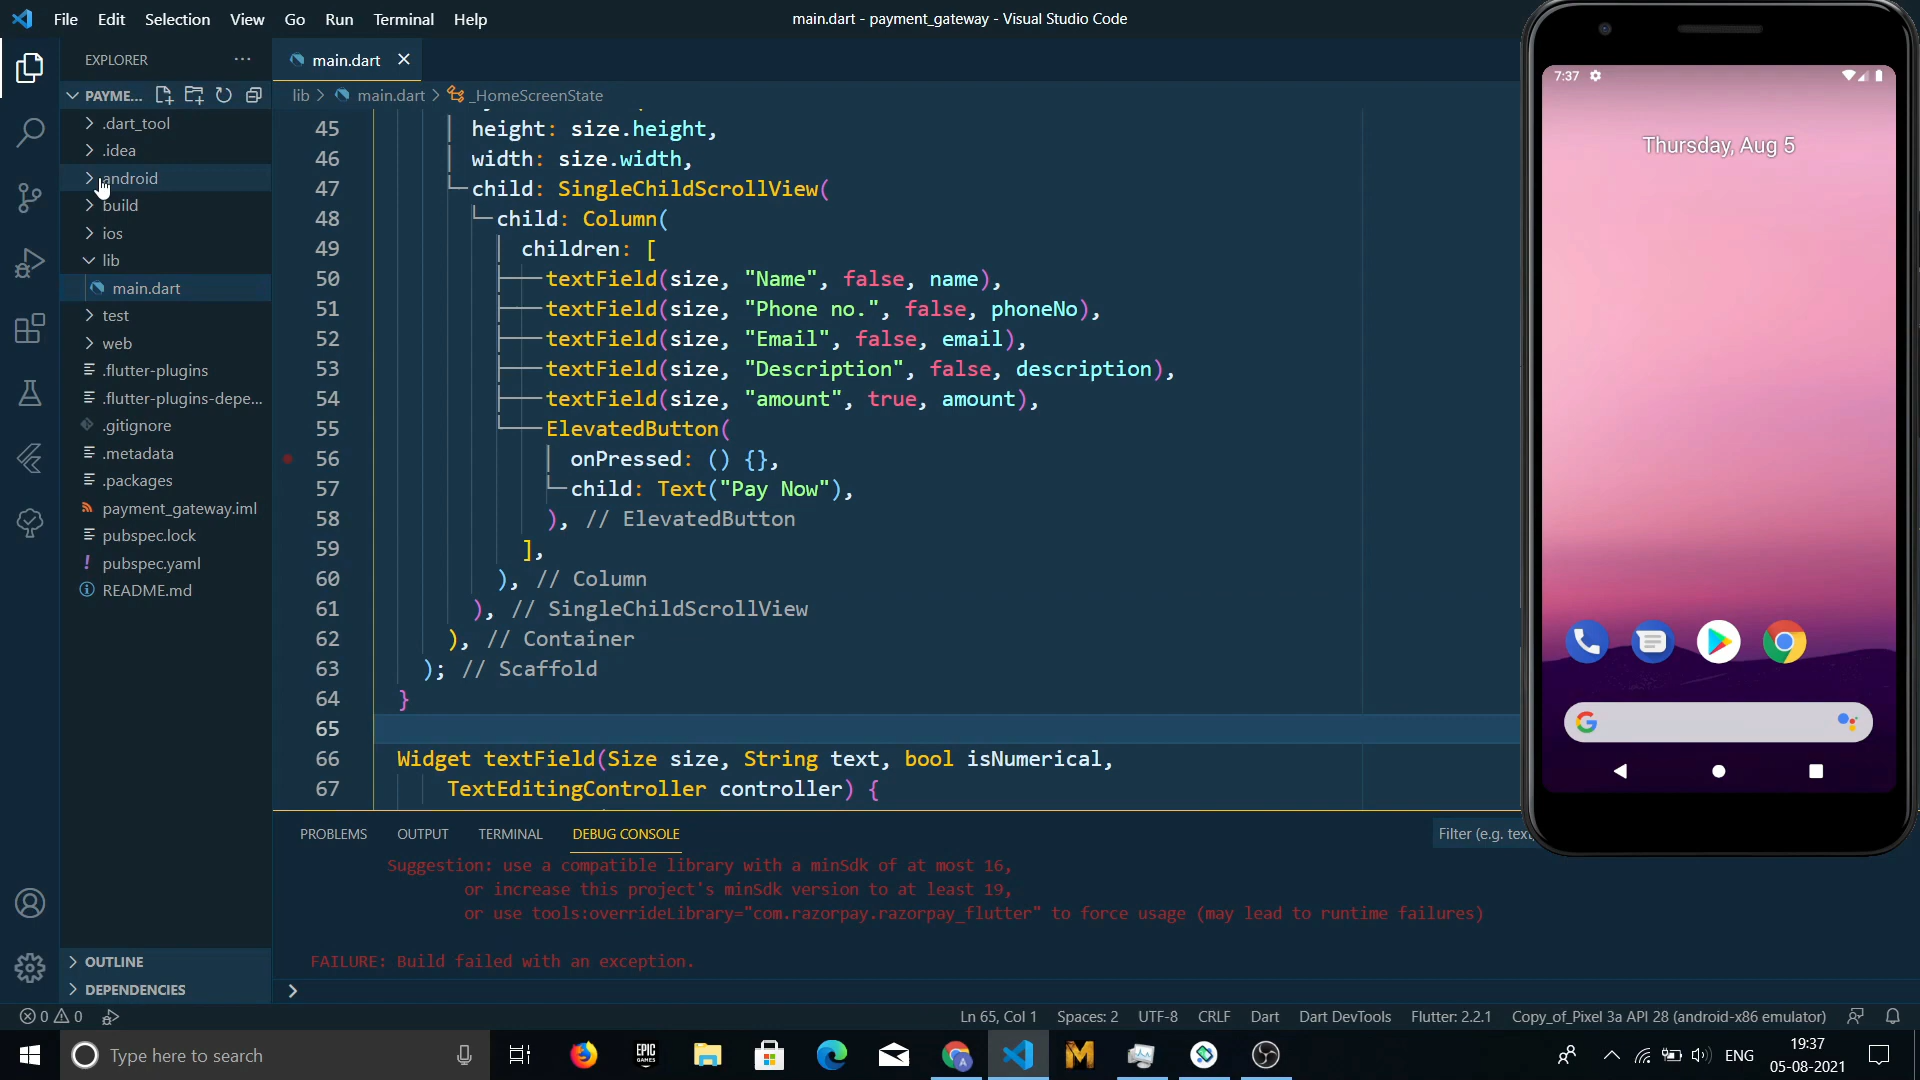 File Edit Selection View Go Run Terminal Help
main.dart - payment_gateway - Visual Studio Code
EXPLORER
PAYME...
.dart_tool
.idea
android
build
ios
lib
main.dart
test
web
.flutter-plugins
.flutter-plugins-depe...
.gitignore
.metadata
.packages
payment_gateway.iml
pubspec.lock
pubspec.yaml
README.md
OUTLINE
DEPENDENCIES
main.dart
lib > main.dart > _HomeScreenState
45 height: size.height,
46 width: size.width,
47 child: SingleChildScrollView(
48 child: Column(
49 children: [
50 textField(size, "Name", false, name),
51 textField(size, "Phone no.", false, phoneNo),
52 textField(size, "Email", false, email),
53 textField(size, "Description", false, description),
54 textField(size, "amount", true, amount),
55 ElevatedButton(
56 onPressed: () {},
57 child: Text("Pay Now"),
58 ), // ElevatedButton
59 ],
60 ), // Column
61 ), // SingleChildScrollView
62 ), // Container
63 ); // Scaffold
64 }
65
66 Widget textField(Size size, String text, bool isNumerical,
67 TextEditingController controller) {
PROBLEMS OUTPUT TERMINAL DEBUG CONSOLE
Filter (e.g. text,
Suggestion: use a compatible library with a minSdk of at most 16,
or increase this project's minSdk version to at least 19,
or use tools:overrideLibrary="com.razorpay.razorpay_flutter" to force usage (may lead to runtime failures)
FAILURE: Build failed with an exception.
7:37
Thursday, Aug 5
0 0
Ln 65, Col 1 Spaces: 2 UTF-8 CRLF Dart Dart DevTools Flutter: 2.2.1 Copy_of_Pixel 3a API 28 (android-x86 emulator)
Type here to search
EPIC GAMES
ENG
19:37
05-08-2021